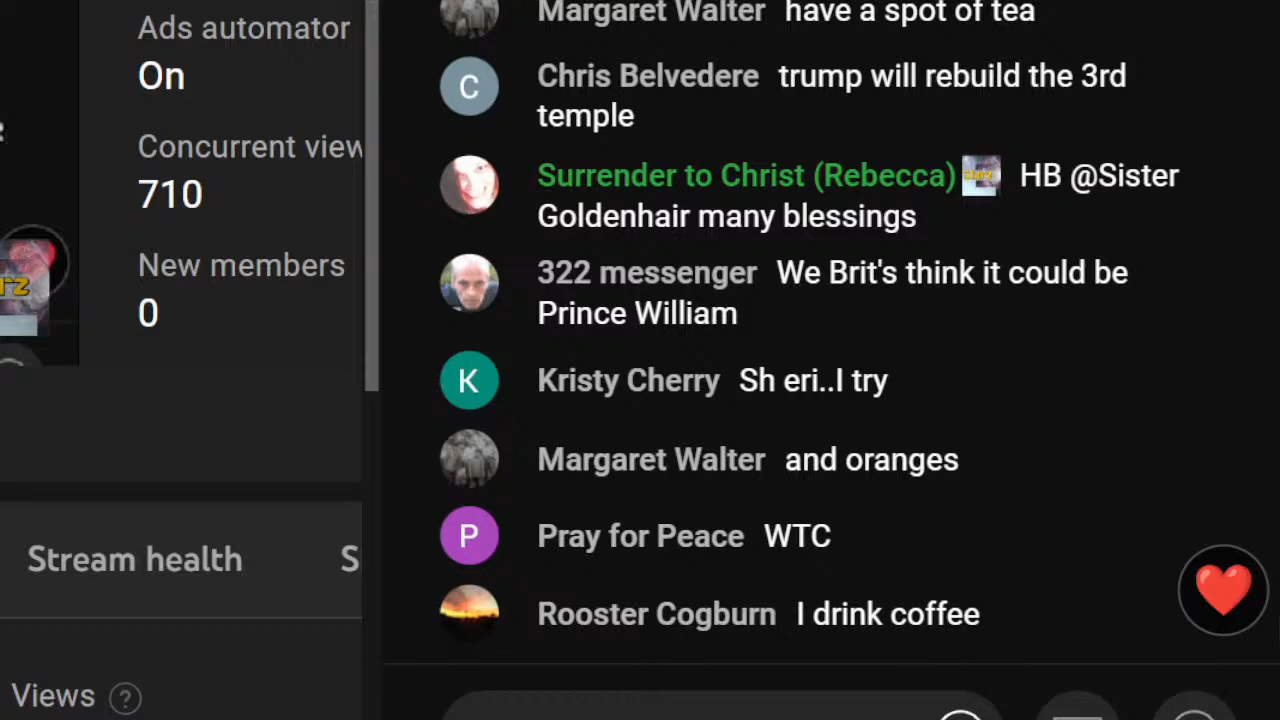 Ads automator
On
Concurrent view
710
New members
0
Stream health
S
Views ?
Margaret Walter have a spot of tea
C
Chris Belvedere trump will rebuild the 3rd
temple
Surrender to Christ (Rebecca) HB @Sister
Goldenhair many blessings
322 messenger We Brit's think it could be
Prince William
K
Kristy Cherry Sh eri..I try
Margaret Walter and oranges
P
Pray for Peace WTC
Rooster Cogburn I drink coffee